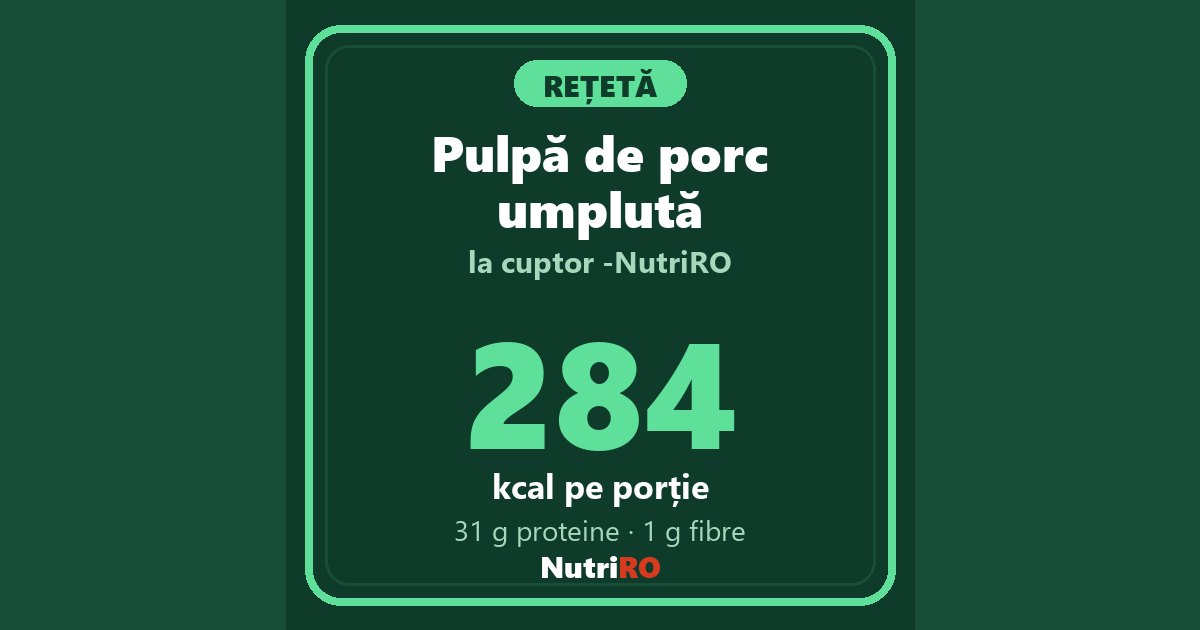 REȚETĂ
Pulpă de porc
umplută
la cuptor -NutriRO
284
kcal pe porție
31 g proteine · 1 g fibre
NutriRO